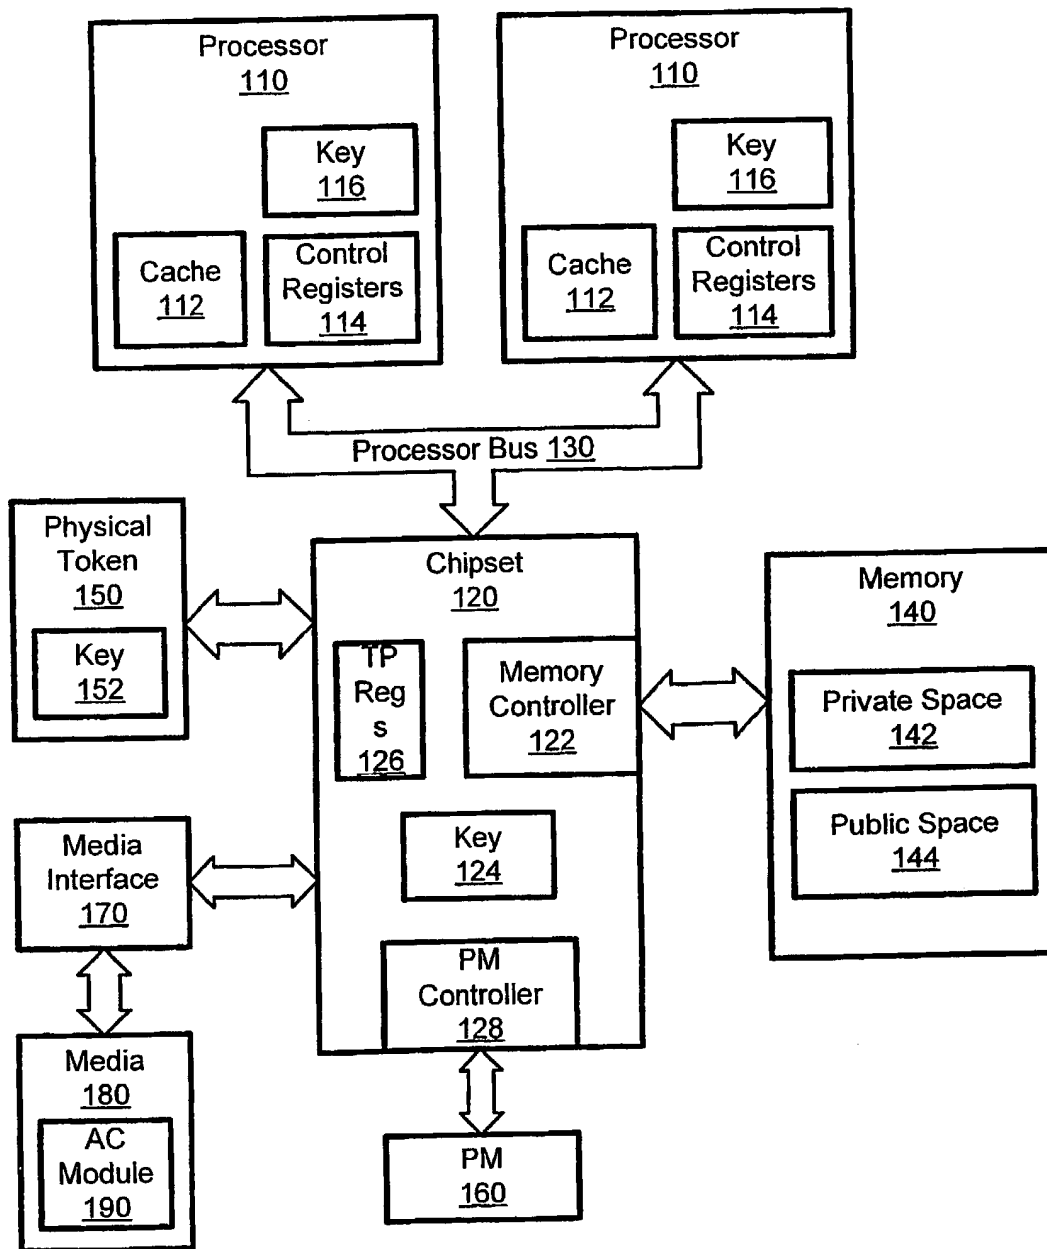 Processor
110
Key
116
Cache
112
Control
Registers
114
Processor
110
Key
116
Cache
112
Control
Registers
114
Processor Bus 130
Physical
Token
150
Key
152
Chipset
120
TP
Reg
s
126
Memory
Controller
122
Key
124
PM
Controller
128
Memory
140
Private Space
142
Public Space
144
Media
Interface
170
Media
180
AC
Module
190
PM
160